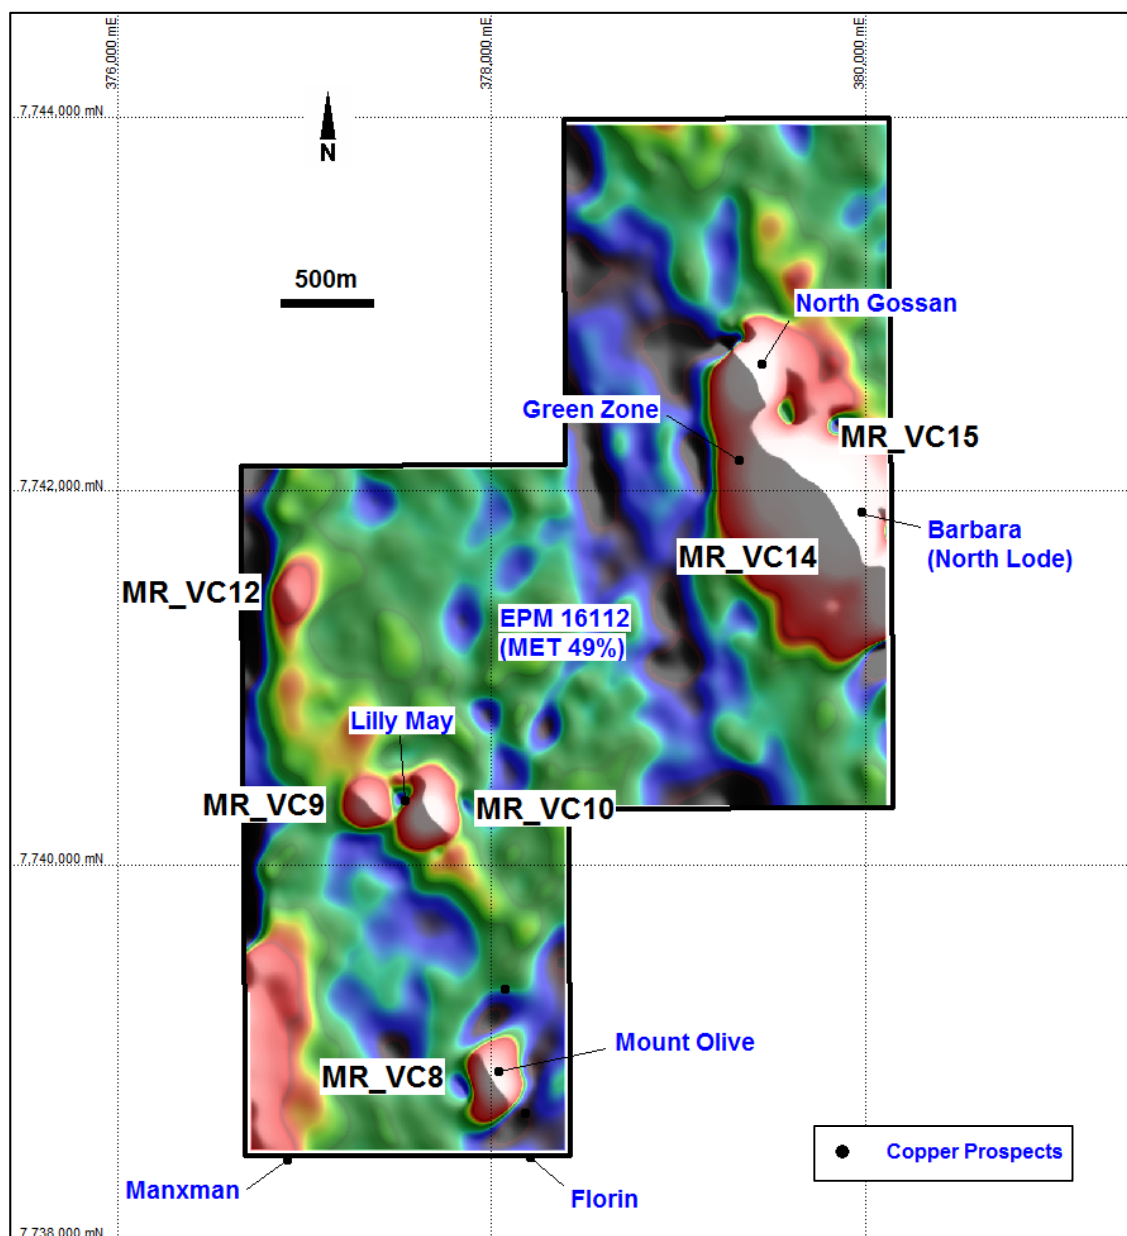 376,000 mE
378,000 mE
380,000 mE
7,744,000 mN
N
500m
North Gossan
Green Zone
MR_VC15
7,742,000 mN
Barbara
(North Lode)
MR_VC14
MR_VC12
EPM 16112
(MET 49%)
Lilly May
MR_VC9
MR_VC10
7,740,000 mN
Mount Olive
MR_VC8
Copper Prospects
Manxman
Florin
7,738,000 mN